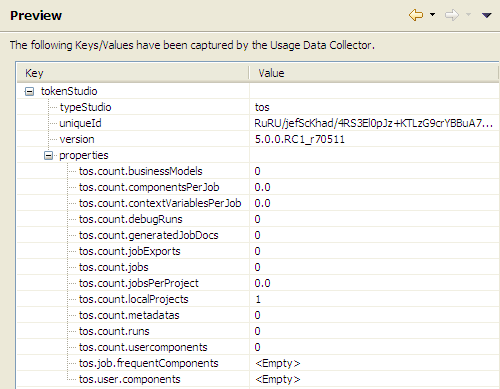 Preview
The following Keys/Values have been captured by the Usage Data Collector.
Key Value
tokenStudio
typeStudio tos
uniqueId RuRU/jefScKhad/4RS3El0pJz+KTLzG9crYBBuA7...
version 5.0.0.RC1_r70511
properties
tos.count.businessModels 0
tos.count.componentsPerJob 0.0
tos.count.contextVariablesPerJob 0.0
tos.count.debugRuns 0
tos.count.generatedJobDocs 0
tos.count.jobExports 0
tos.count.jobs 0
tos.count.jobsPerProject 0.0
tos.count.localProjects 1
tos.count.metadatas 0
tos.count.runs 0
tos.count.usercomponents 0
tos.job.frequentComponents <Empty>
tos.user.components <Empty>